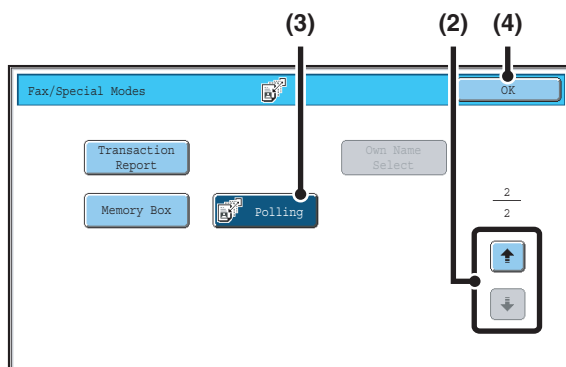 (3) (2) (4)
Fax/Special Modes OK
Transaction
Report
Own Name
Select
Memory Box Polling
2
2